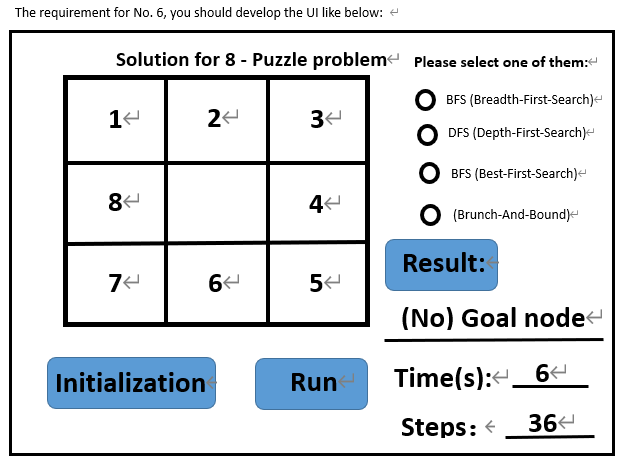 The requirement for No. 6, you should develop the UI like below:
Solution for 8 - Puzzle problem
Please select one of them:
1 2 3
8 4
7 6 5
BFS (Breadth-First-Search)
DFS (Depth-First-Search)
BFS (Best-First-Search)
(Brunch-And-Bound)
Result:
(No) Goal node
Initialization
Run
Time(s): 6
Steps: 36